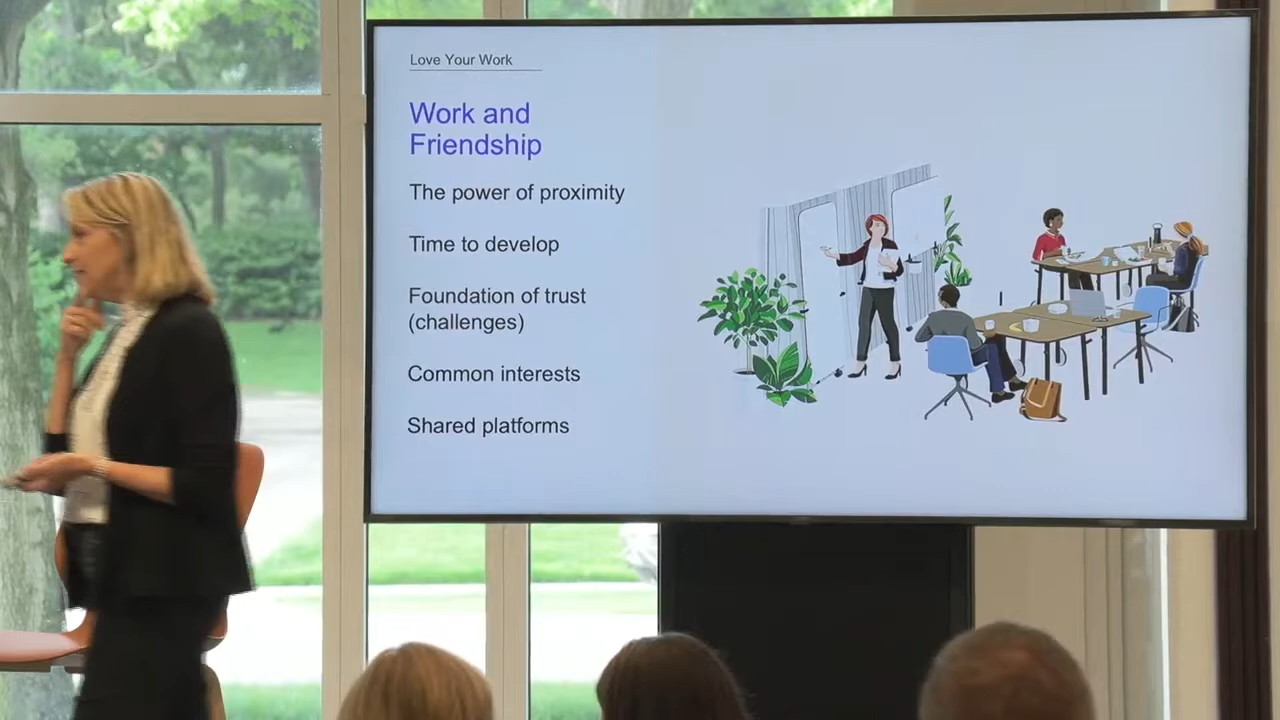 Love Your Work
Work and
Friendship
The power of proximity
Time to develop
Foundation of trust
(challenges)
Common interests
Shared platforms